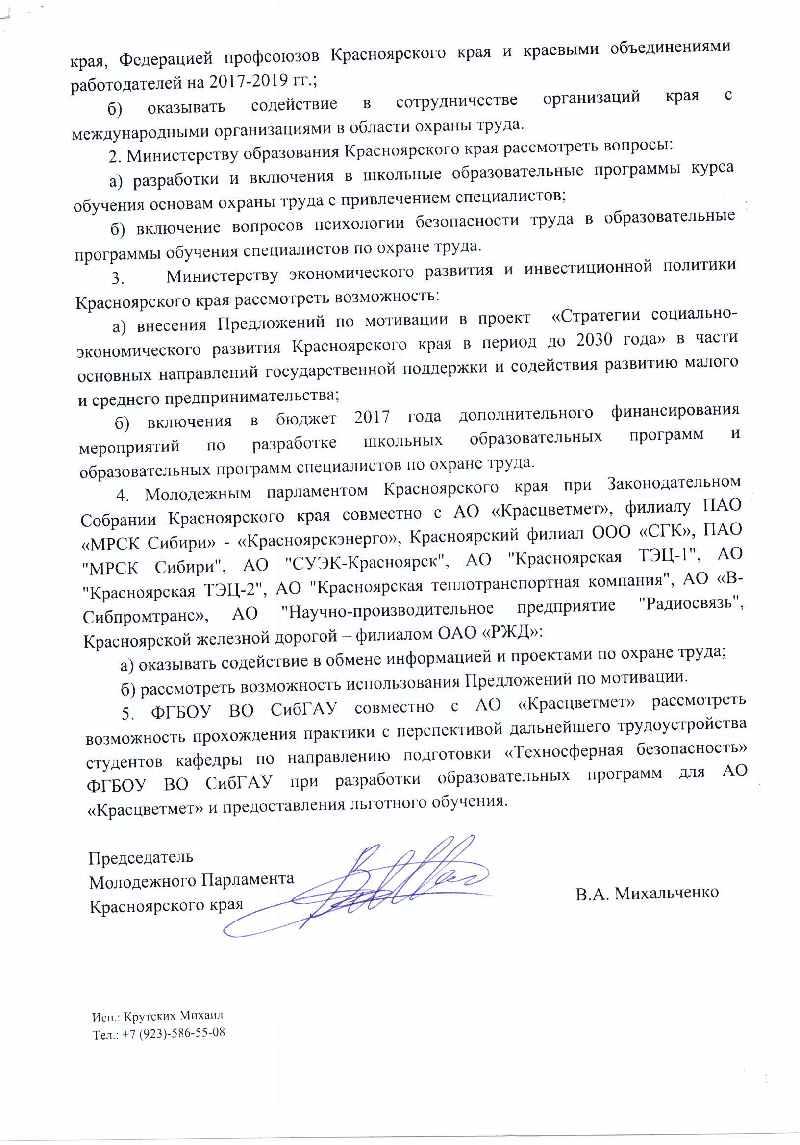 края, Федерацией профсоюзов Красноярского края и краевыми объединениями
работодателей на 2017-2019 гг.;
б) оказывать содействие в сотрудничестве организаций края с
международными организациями в области охраны труда.
2. Министерству образования Красноярского края рассмотреть вопросы:
а) разработки и включения в школьные образовательные программы курса
обучения основам охраны труда с привлечением специалистов;
б) включение вопросов психологии безопасности труда в образовательные
программы обучения специалистов по охране труда.
3. Министерству экономического развития и инвестиционной политики
Красноярского края рассмотреть возможность:
а) внесения Предложений по мотивации в проект «Стратегии социально-
экономического развития Красноярского края в период до 2030 года» в части
основных направлений государственной поддержки и содействия развитию малого
и среднего предпринимательства;
б) включения в бюджет 2017 года дополнительного финансирования
мероприятий по разработке школьных образовательных программ и
образовательных программ специалистов по охране труда.
4. Молодежным парламентом Красноярского края при Законодательном
Собрании Красноярского края совместно с АО «Красцветмет», филиалу ПАО
«МРСК Сибири» - «Красноярскэнерго», Красноярский филиал ООО «СГК», ПАО
"МРСК Сибири", АО "СУЭК-Красноярск", АО "Красноярская ТЭЦ-1", АО
"Красноярская ТЭЦ-2", АО "Красноярская теплотранспортная компания", АО «В-
Сибпромтранс», АО "Научно-производительное предприятие "Радиосвязь",
Красноярской железной дорогой – филиалом ОАО «РЖД»:
а) оказывать содействие в обмене информацией и проектами по охране труда;
б) рассмотреть возможность использования Предложений по мотивации.
5. ФГБОУ ВО СибГАУ совместно с АО «Красцветмет» рассмотреть
возможность прохождения практики с перспективой дальнейшего трудоустройства
студентов кафедры по направлению подготовки «Техносферная безопасность»
ФГБОУ ВО СибГАУ при разработки образовательных программ для АО
«Красцветмет» и предоставления льготного обучения.
Председатель
Молодежного Парламента
Красноярского края В.А. Михальченко
Исп.: Крутских Михаил
Тел.: +7 (923)-586-55-08